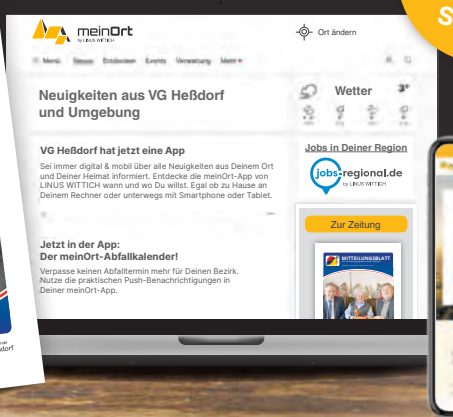 meinOrt
by LINUS WITTICH
Ort ändern
Menü News Entdecken Events Verwaltung Mehr
Neuigkeiten aus VG Heßdorf
und Umgebung
Wetter 3°
VG Heßdorf hat jetzt eine App
Sei immer digital & mobil über alle Neuigkeiten aus Deinem Ort
und Deiner Heimat informiert. Entdecke die meinOrt-App von
LINUS WITTICH wann und wo Du willst. Egal ob zu Hause an
Deinem Rechner oder unterwegs mit Smartphone oder Tablet.
Jobs in Deiner Region
jobs-regional.de
by LINUS WITTICH
Zur Zeitung
MITTEILUNGSBLATT
Jetzt in der App:
Der meinOrt-Abfallkalender!
Verpasse keinen Abfalltermin mehr für Deinen Bezirk.
Nutze die praktischen Push-Benachrichtigungen in
Deiner meinOrt-App.